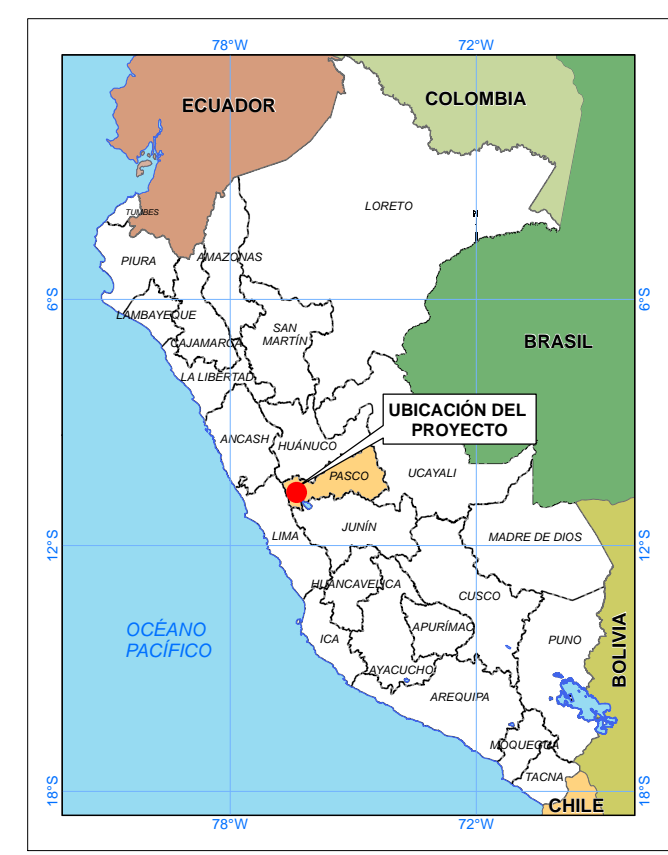 78°W
72°W
ECUADOR
COLOMBIA
LORETO
TUMBES
AMAZONAS
PIURA
6°S
6°S
LAMBAYEQUE
SAN
MARTÍN
BRASIL
CAJAMARCA
LA LIBERTAD
UBICACIÓN DEL
PROYECTO
ANCASH
HUÁNUCO
PASCO
UCAYALI
JUNÍN
LIMA
MADRE DE DIOS
12°S
12°S
HUANCAVELICA
CUSCO
OCÉANO
PACÍFICO
ICA
APURÍMAC
PUNO
BOLIVIA
AYACUCHO
AREQUIPA
MOQUEGUA
TACNA
18°S
18°S
CHILE
78°W
72°W